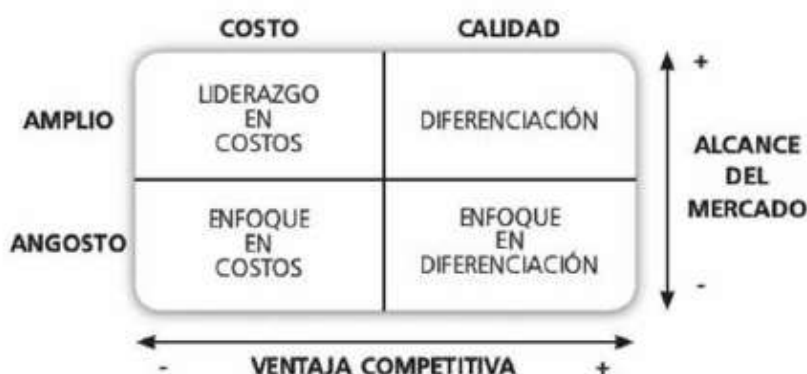 COSTO CALIDAD
+
AMPLIO
LIDERAZGO
EN
COSTOS
DIFERENCIACIÓN
ALCANCE
DEL
MERCADO
ANGOSTO
ENFOQUE
EN
COSTOS
ENFOQUE
EN
DIFERENCIACIÓN
-
- VENTAJA COMPETITIVA +